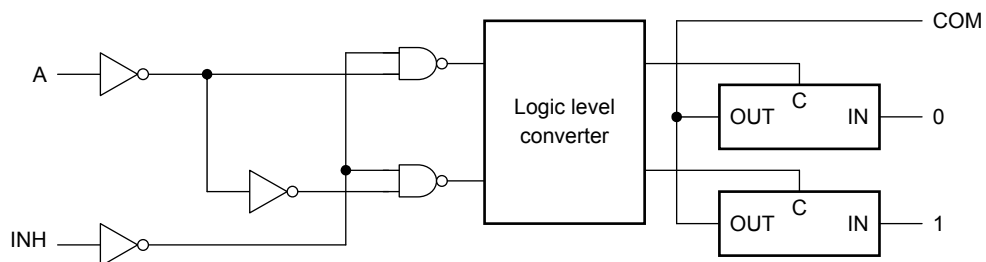 COM
A
C
OUT
IN
0
Logic level
converter
C
OUT
IN
1
INH